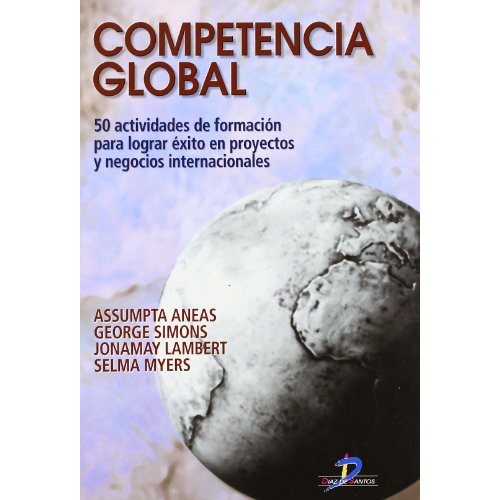 COMPETENCIA
GLOBAL
50 actividades de formación
para lograr éxito en proyectos
y negocios internacionales
ASSUMPTA ANEAS
GEORGE SIMONS
JONAMAY LAMBERT
SELMA MYERS
DIAZ DE SANTOS